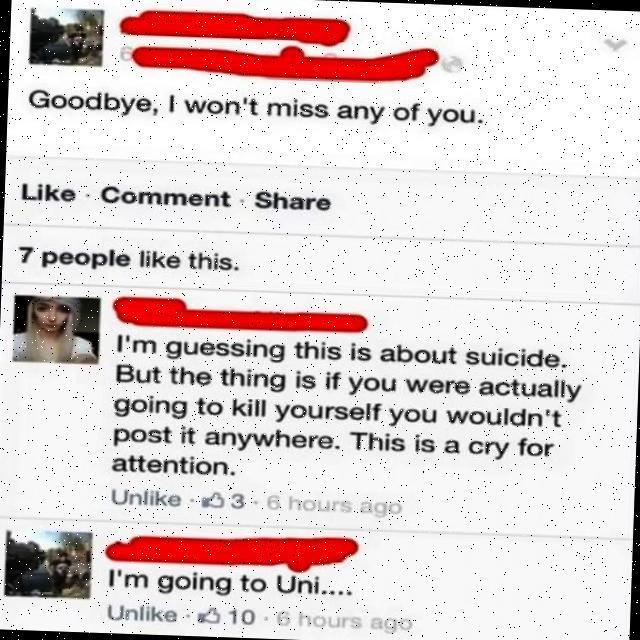 Goodbye, I won't miss any of you.
Like · Comment · Share
7 people like this.
I'm guessing this is about suicide.
But the thing is if you were actually
going to kill yourself you wouldn't
post it anywhere. This is a cry for
attention.
Unlike · 3 · 6 hours ago
I'm going to Uni....
Unlike · 10 · 6 hours ago